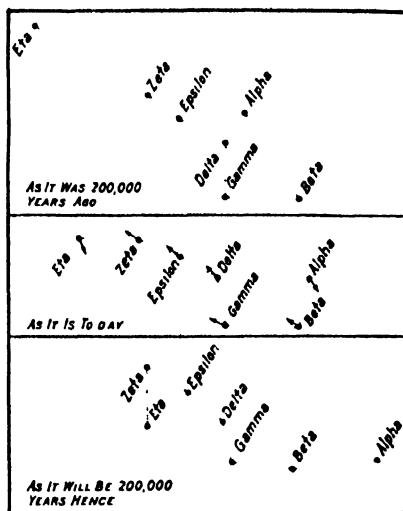 Eta
Zeta
Epsilon
Alpha
Delta
Gamma
Beta
AS IT WAS 200,000
YEARS AGO
Eta
Zeta
Epsilon
Delta
Alpha
Gamma
Beta
AS IT IS TO DAY
Zeta
Epsilon
Eta
Delta
Gamma
Beta
Alpha
AS IT WILL BE 200,000
YEARS HENCE